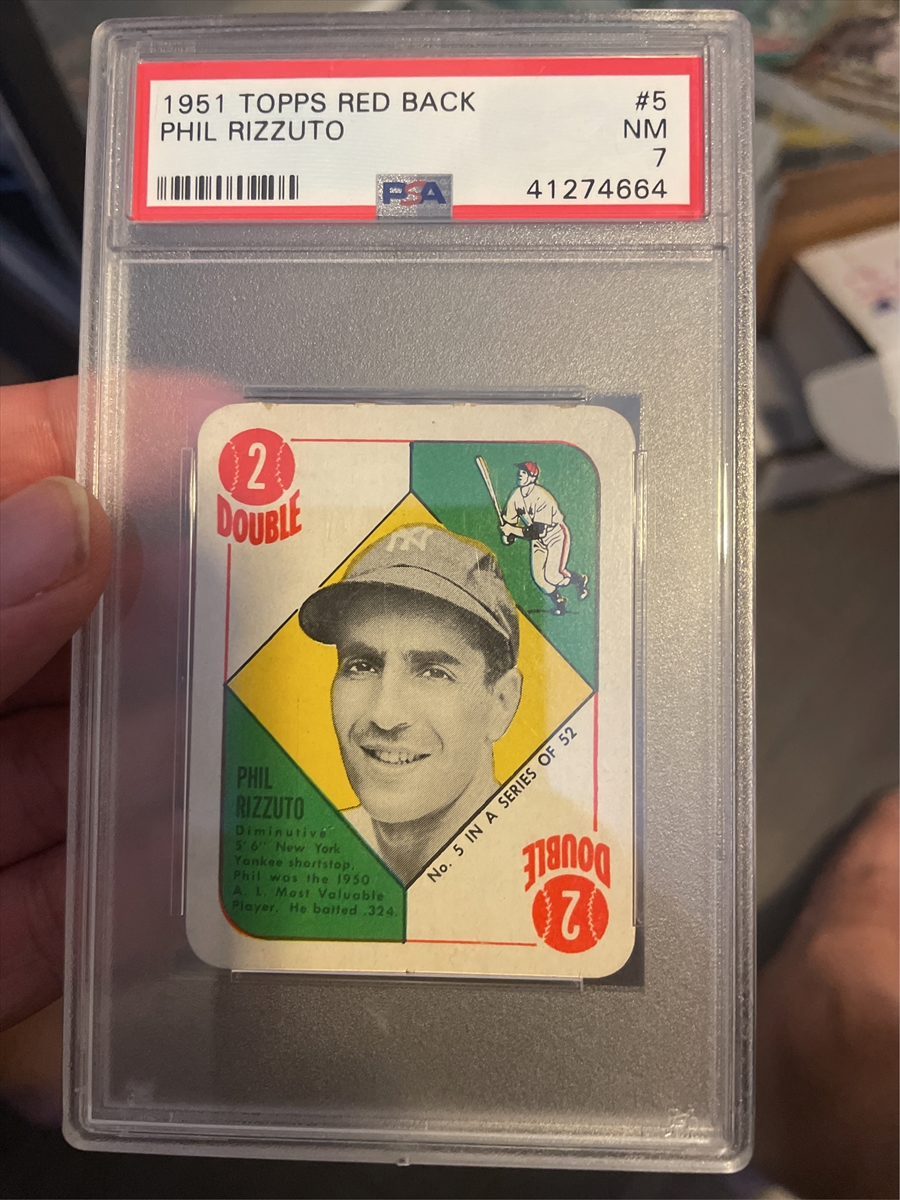 1951 TOPPS RED BACK #5
PHIL RIZZUTO NM
7
PSA 41274664
2
DOUBLE
NY
PHIL
RIZZUTO
Diminutive
5' 6" New York
Yankee shortstop,
Phil was the 1950
A. L. Most Valuable
Player. He batted .324.
No. 5 IN A SERIES OF 52
DOUBLE
2